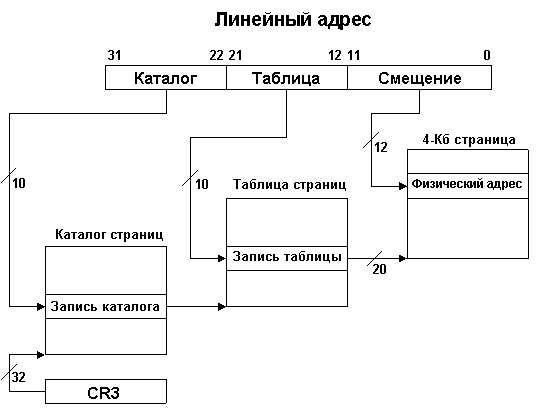 Линейный адрес
31 22 21 12 11 0
Каталог Таблица Смещение
4-Кб страница
12
10 10 Таблица страниц Физический адрес
Каталог страниц
Запись таблицы
20
Запись каталога
32
CR3